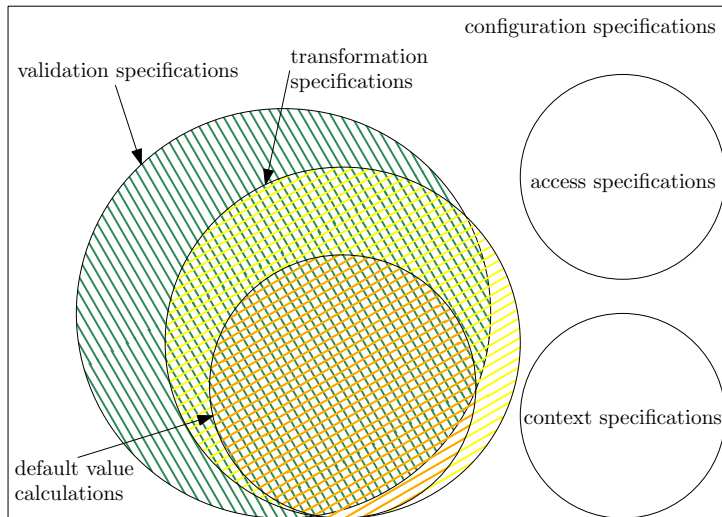 configuration specifications
validation specifications
transformation
specifications
access specifications
context specifications
default value
calculations